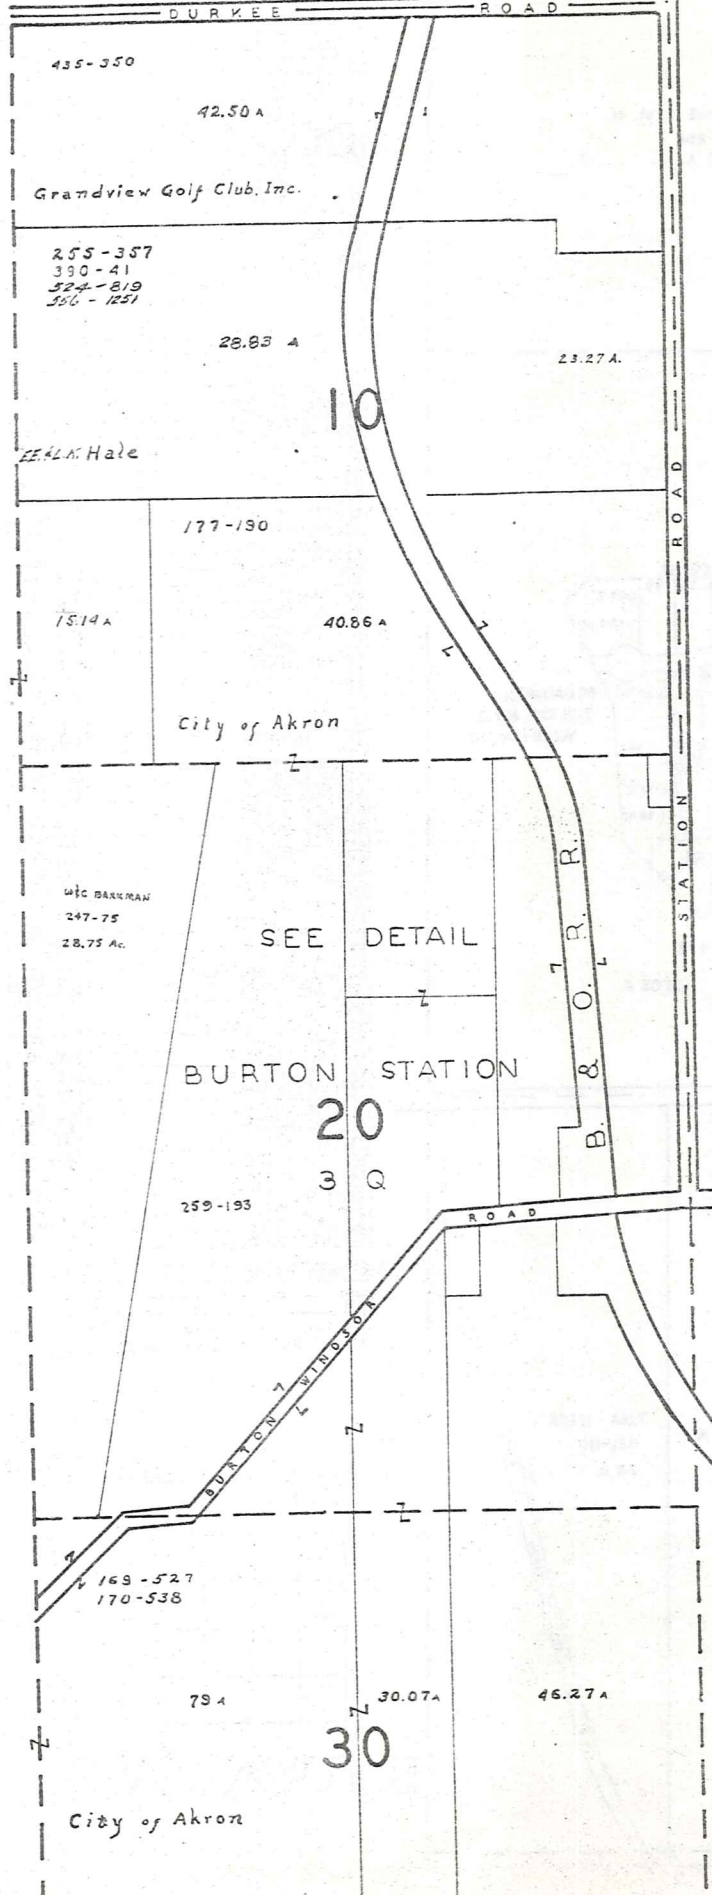 DURKEE ROAD
435-350
42.50 A
Grandview Golf Club, Inc.
255-357
390-41
524-819
556-1251
28.83 A
23.27 A.
10
Hale
177-190
ROAD
15.14 A
40.86 A
City of Akron
STATION
B. & O. R. R.
W&C BARKMAN
247-75
28.75 Ac.
SEE DETAIL
BURTON STATION
20
3 Q
259-193
BURTON WINDSOR ROAD
169-527
170-538
79 A
30.07 A
46.27 A
30
City of Akron